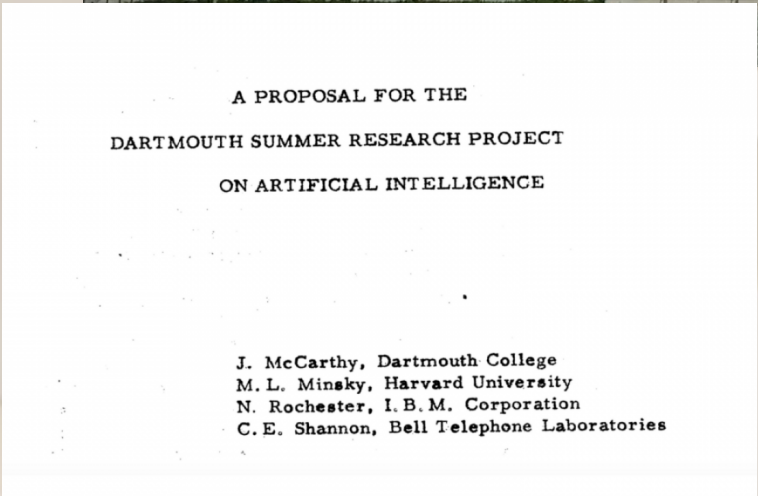 A PROPOSAL FOR THE
DARTMOUTH SUMMER RESEARCH PROJECT
ON ARTIFICIAL INTELLIGENCE
J. McCarthy, Dartmouth College
M. L. Minsky, Harvard University
N. Rochester, I. B. M. Corporation
C. E. Shannon, Bell Telephone Laboratories